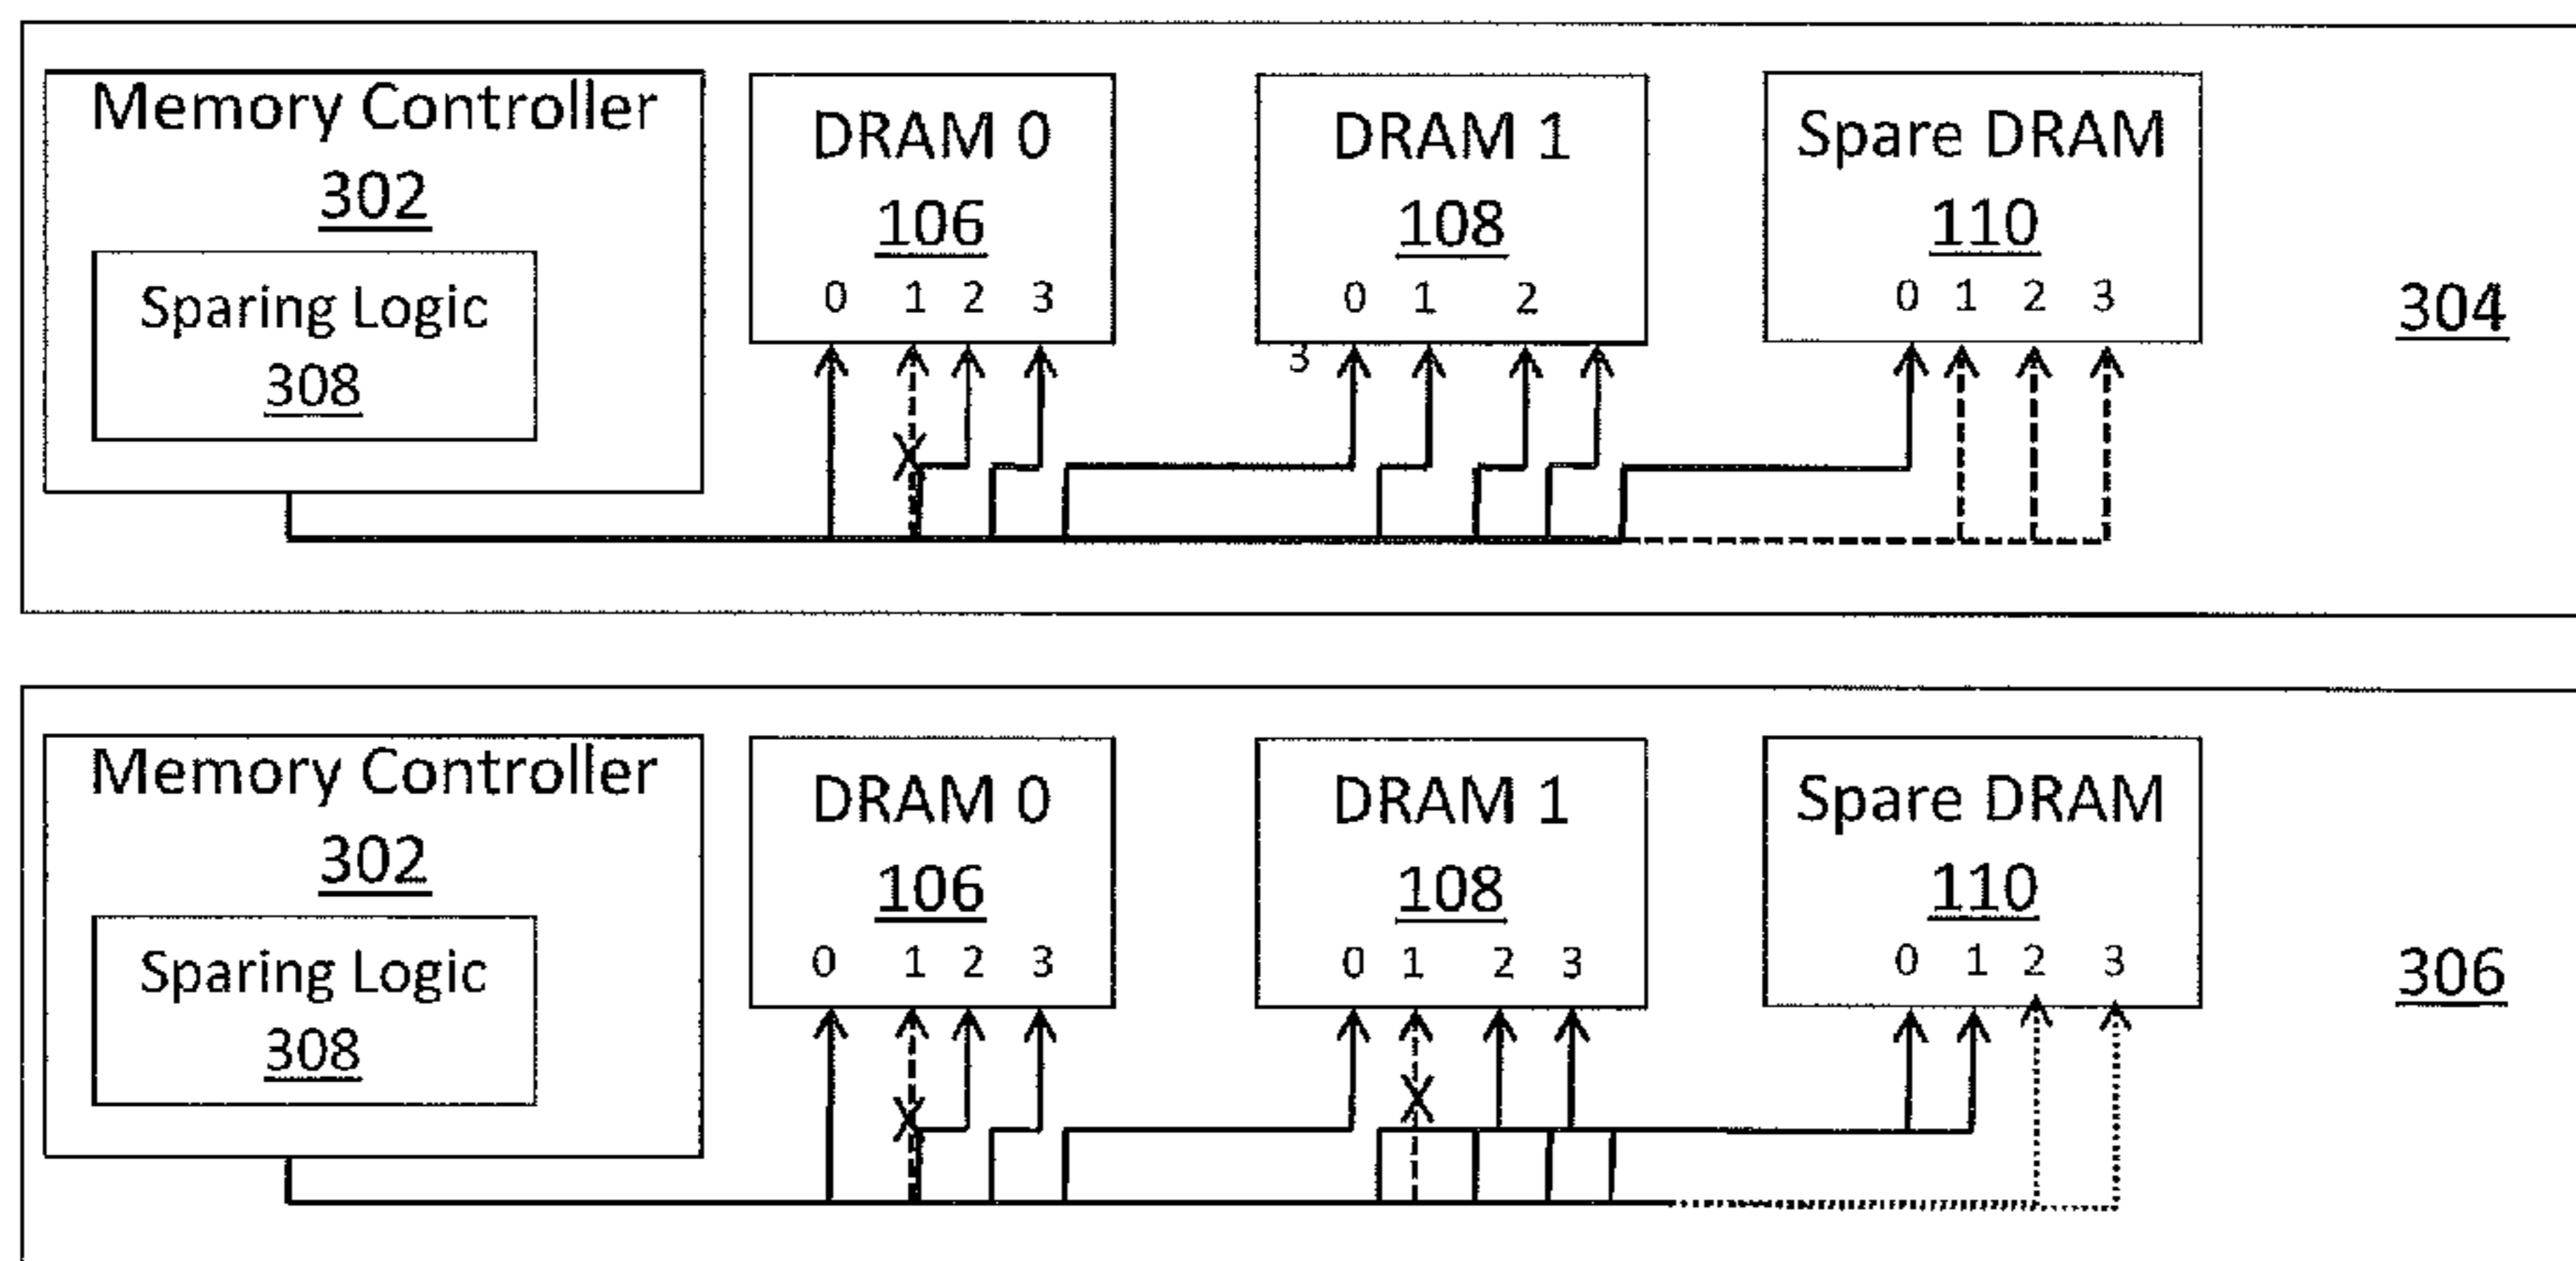 Memory Controller
302
Sparing Logic
308
DRAM 0
106
0 1 2 3
DRAM 1
108
0 1 2
3
Spare DRAM
110
0 1 2 3
304
Memory Controller
302
Sparing Logic
308
DRAM 0
106
0 1 2 3
DRAM 1
108
0 1 2 3
Spare DRAM
110
0 1 2 3
306